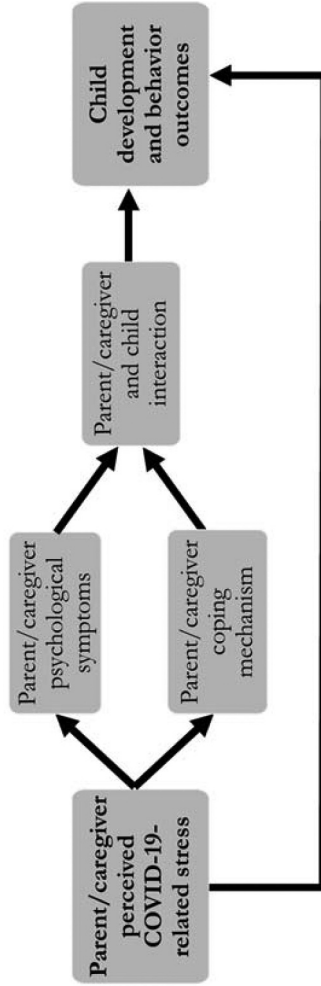 Parent/caregiver
perceived
COVID-19-
related stress
Parent/caregiver
psychological
symptoms
Parent/caregiver
coping
mechanism
Parent/caregiver
and child
interaction
Child
development
and behavior
outcomes